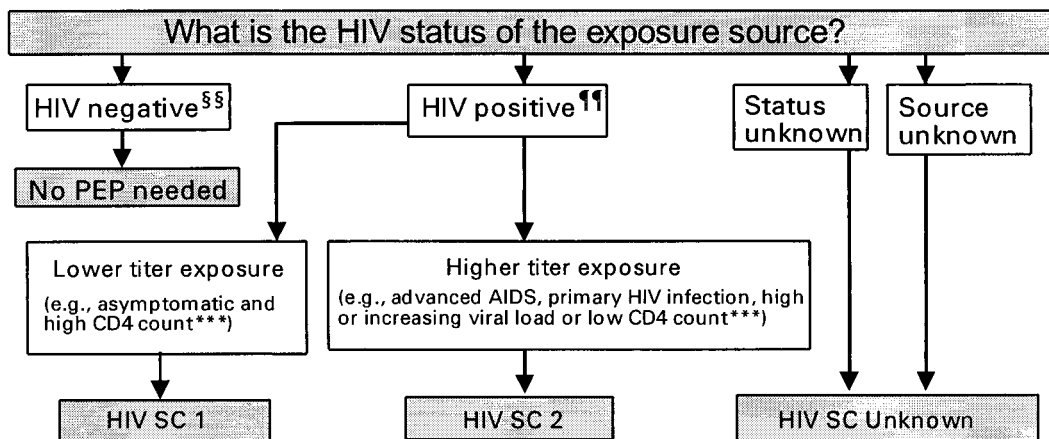 What is the HIV status of the exposure source?
HIV negative§§
HIV positive¶¶
Status
unknown
Source
unknown
No PEP needed
Lower titer exposure
(e.g., asymptomatic and
high CD4 count***)
Higher titer exposure
(e.g., advanced AIDS, primary HIV infection, high
or increasing viral load or low CD4 count***)
HIV SC 1
HIV SC 2
HIV SC Unknown